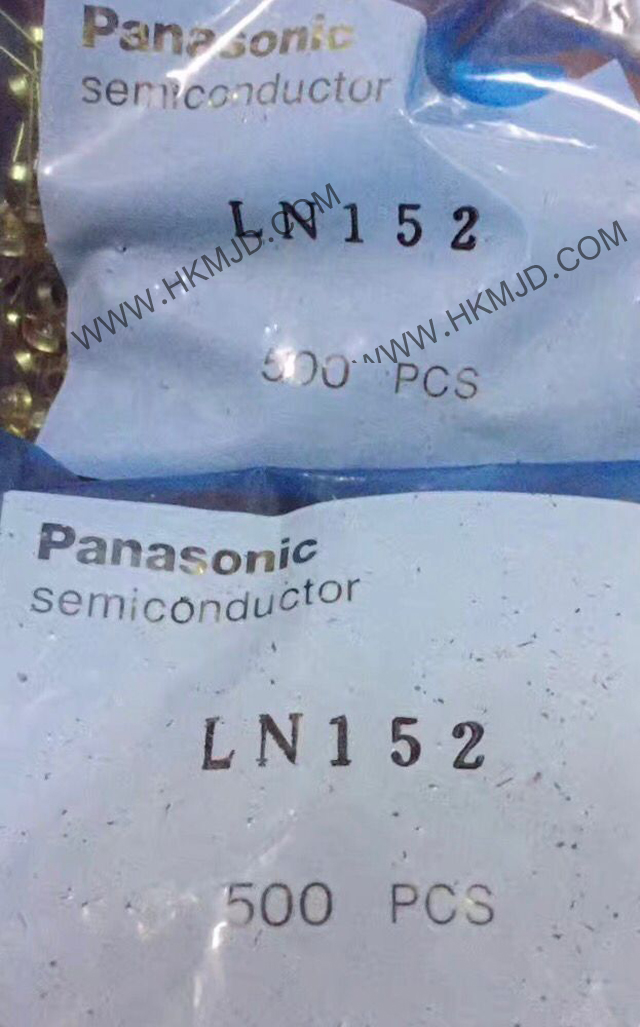 Panasonic
semiconductor
LN152
WWW.HKMJD.COM
WWW.HKMJD.COM
500 PCS
Panasonic
semiconductor
LN152
500 PCS